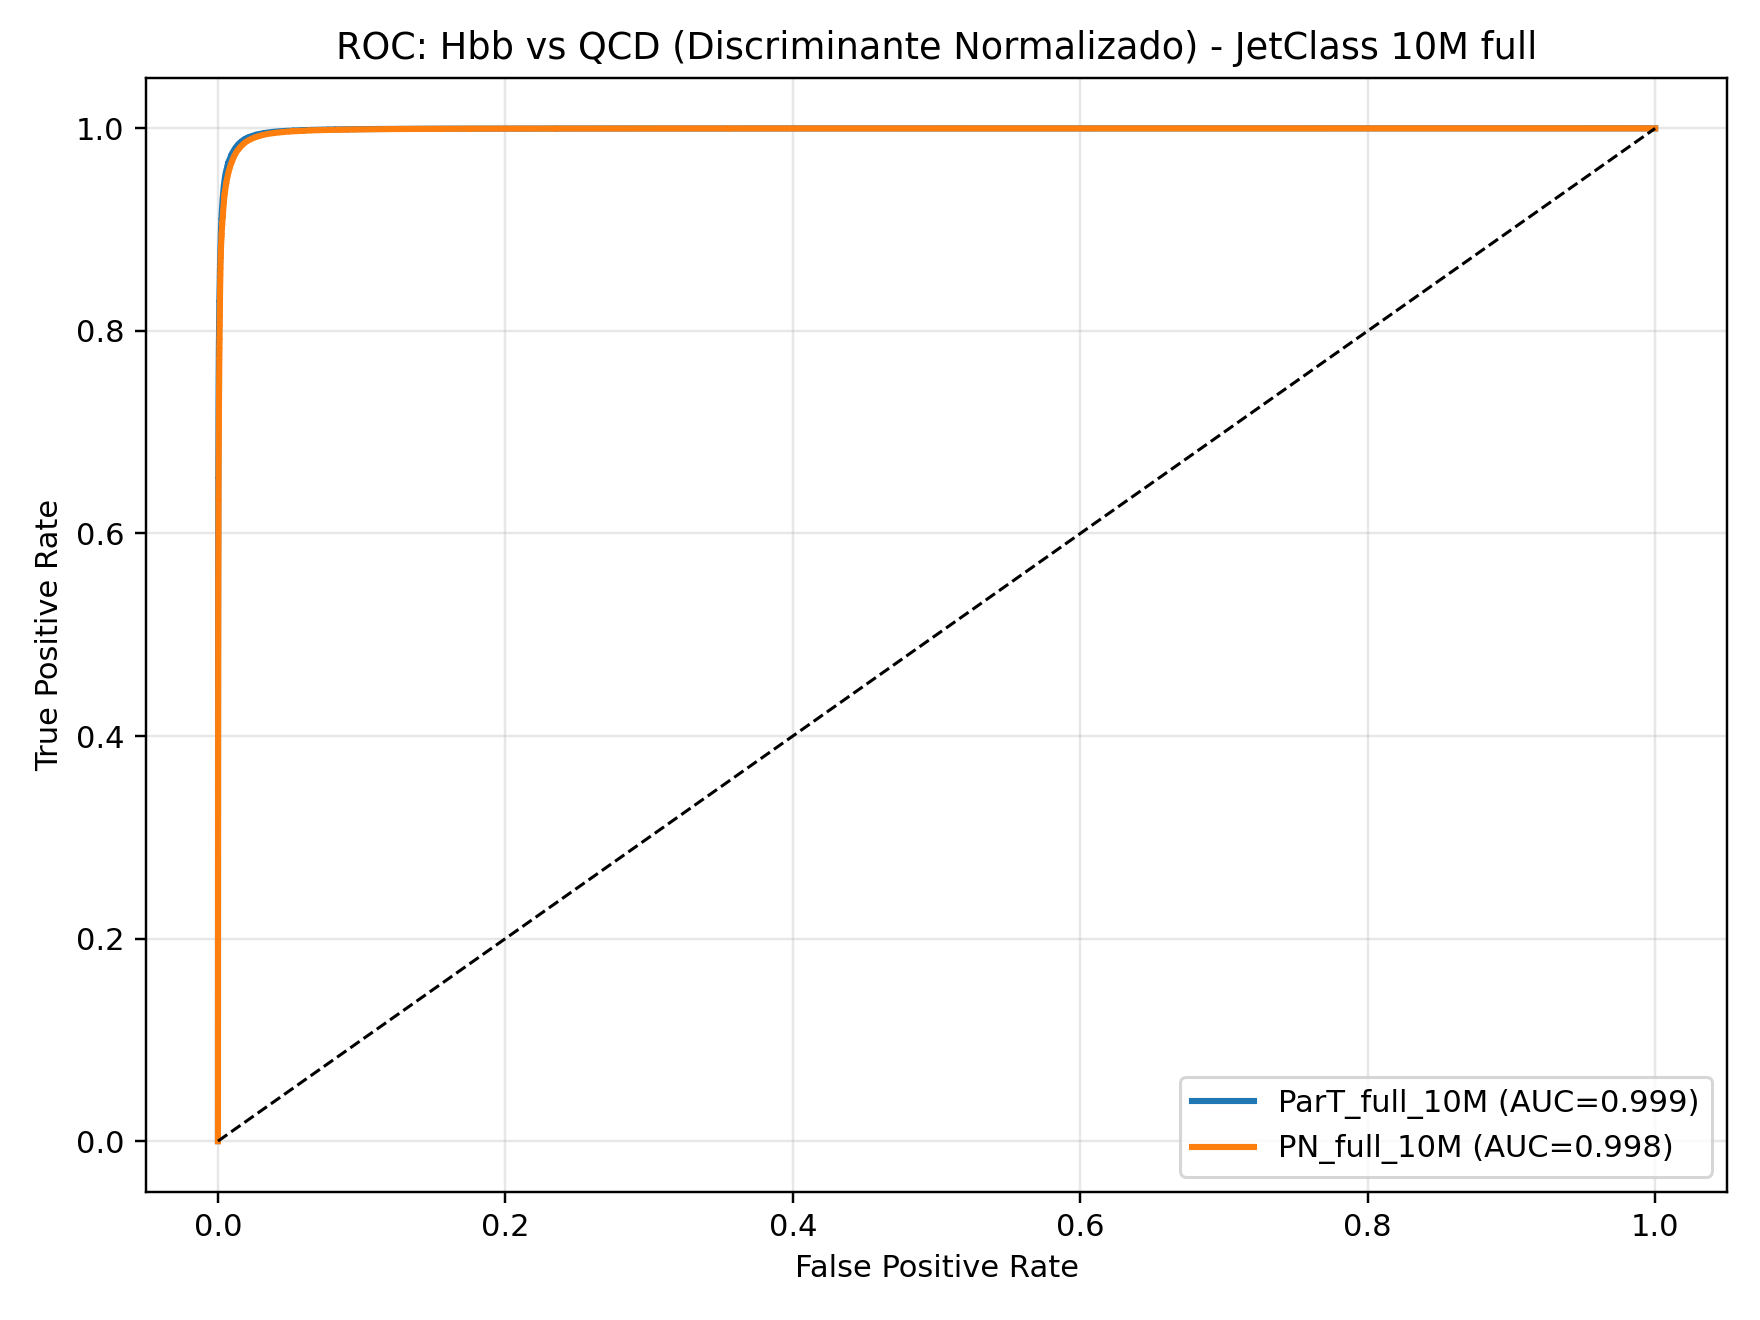 ROC: Hbb vs QCD (Discriminante Normalizado) - JetClass 10M full
1.0
0.8
0.6
0.4
0.2
0.0
True Positive Rate
0.0 0.2 0.4 0.6 0.8 1.0
False Positive Rate
ParT_full_10M (AUC=0.999)
PN_full_10M (AUC=0.998)